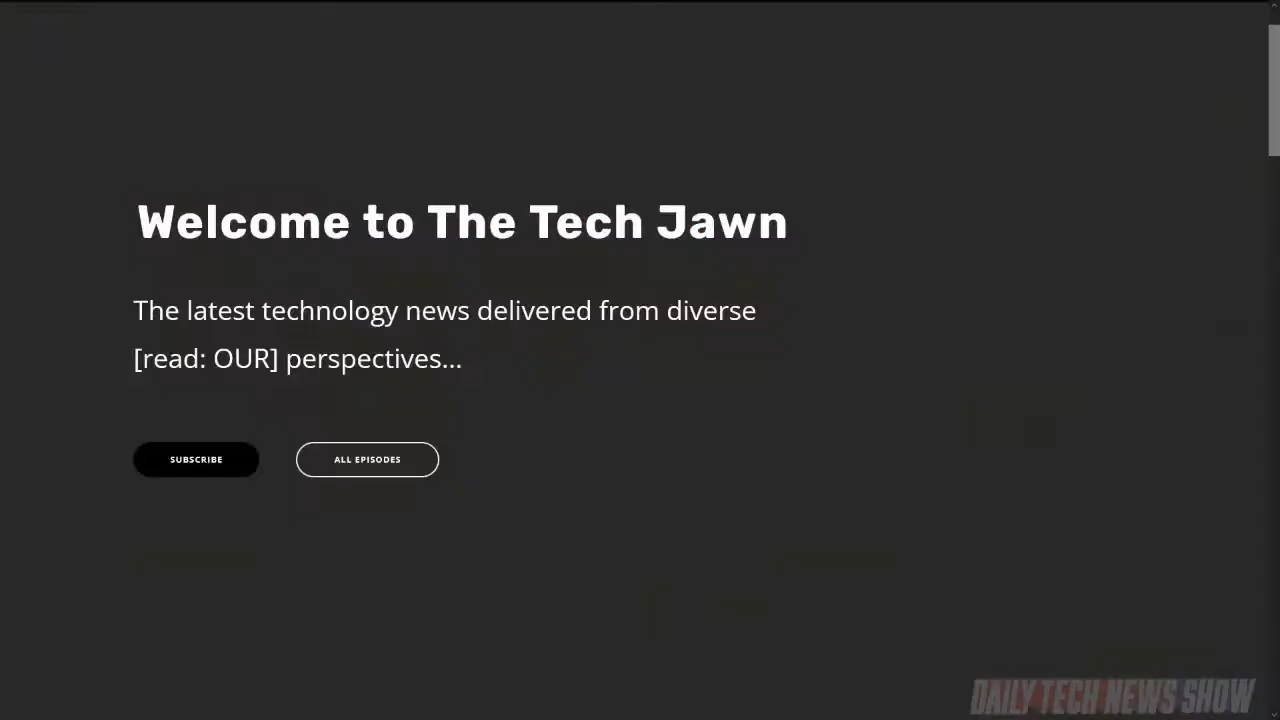 Welcome to The Tech Jawn
The latest technology news delivered from diverse
[read: OUR] perspectives...
SUBSCRIBE
ALL EPISODES
DAILY TECH NEWS SHOW